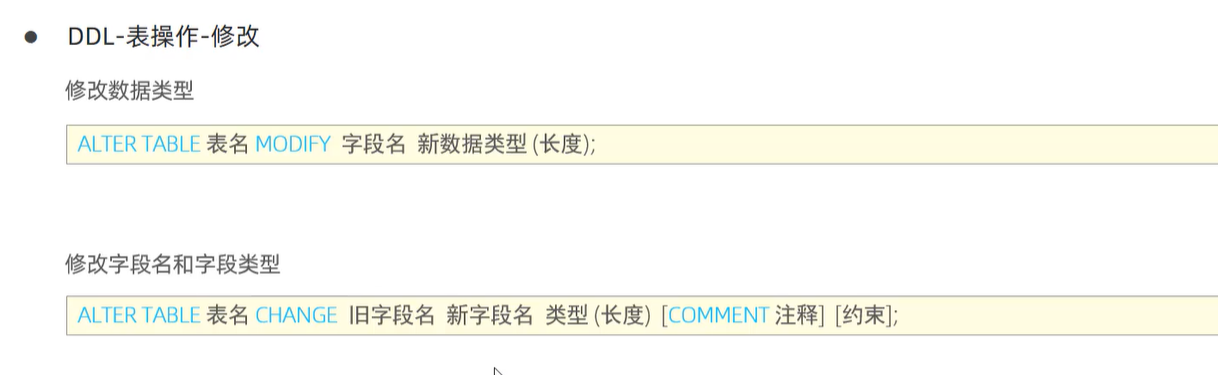 ● DDL-表操作-修改
修改数据类型
ALTER TABLE 表名 MODIFY 字段名 新数据类型 (长度);
修改字段名和字段类型
ALTER TABLE 表名 CHANGE 旧字段名 新字段名 类型 (长度) [COMMENT 注释] [约束];